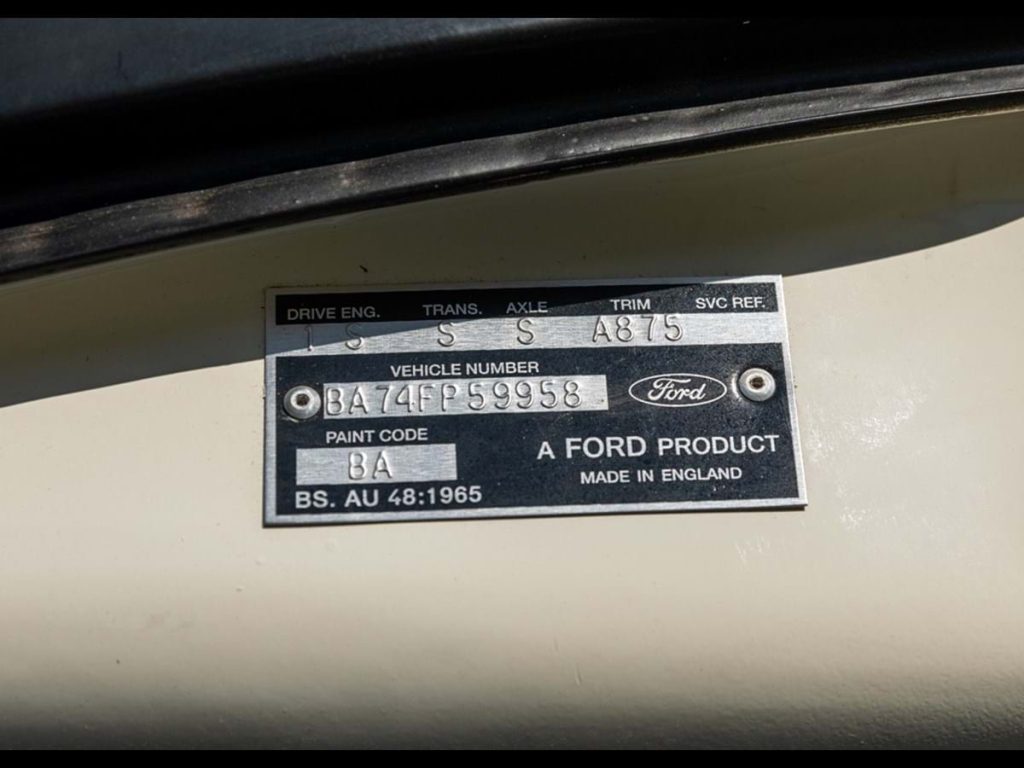 DRIVE ENG. TRANS. AXLE TRIM SVC REF.
1 S S S A875
VEHICLE NUMBER
BA74FP59958
Ford
PAINT CODE
BA
A FORD PRODUCT
MADE IN ENGLAND
BS. AU 48:1965